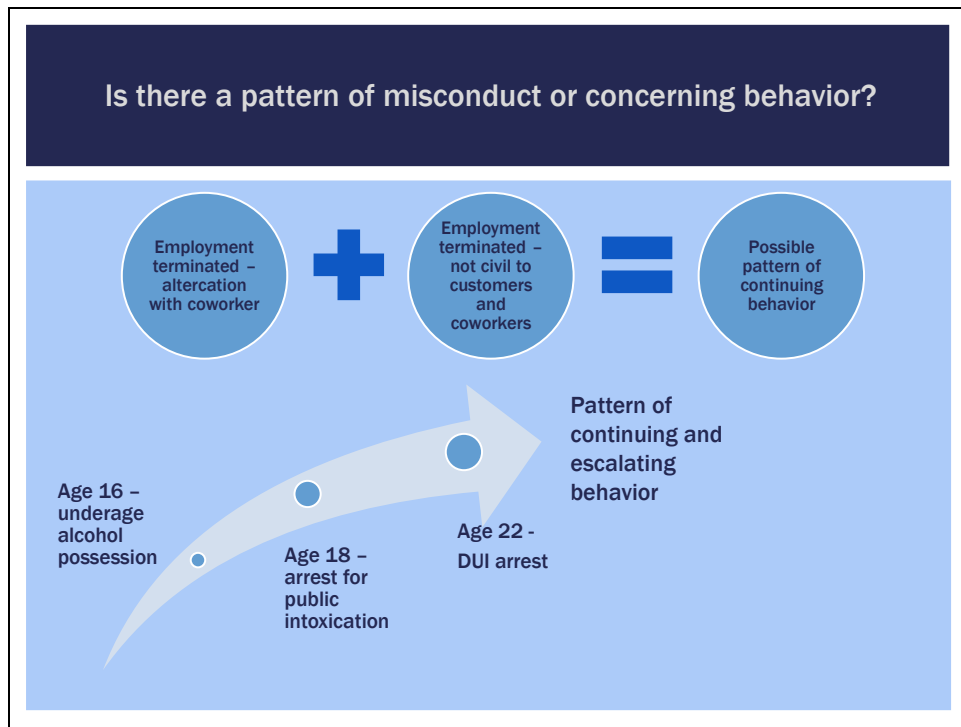 Is there a pattern of misconduct or concerning behavior?
Employment
terminated –
altercation
with coworker
Employment
terminated –
not civil to
customers
and
coworkers
Possible
pattern of
continuing
behavior
Pattern of
continuing and
escalating
behavior
Age 16 –
underage
alcohol
possession
Age 18 –
arrest for
public
intoxication
Age 22 -
DUI arrest